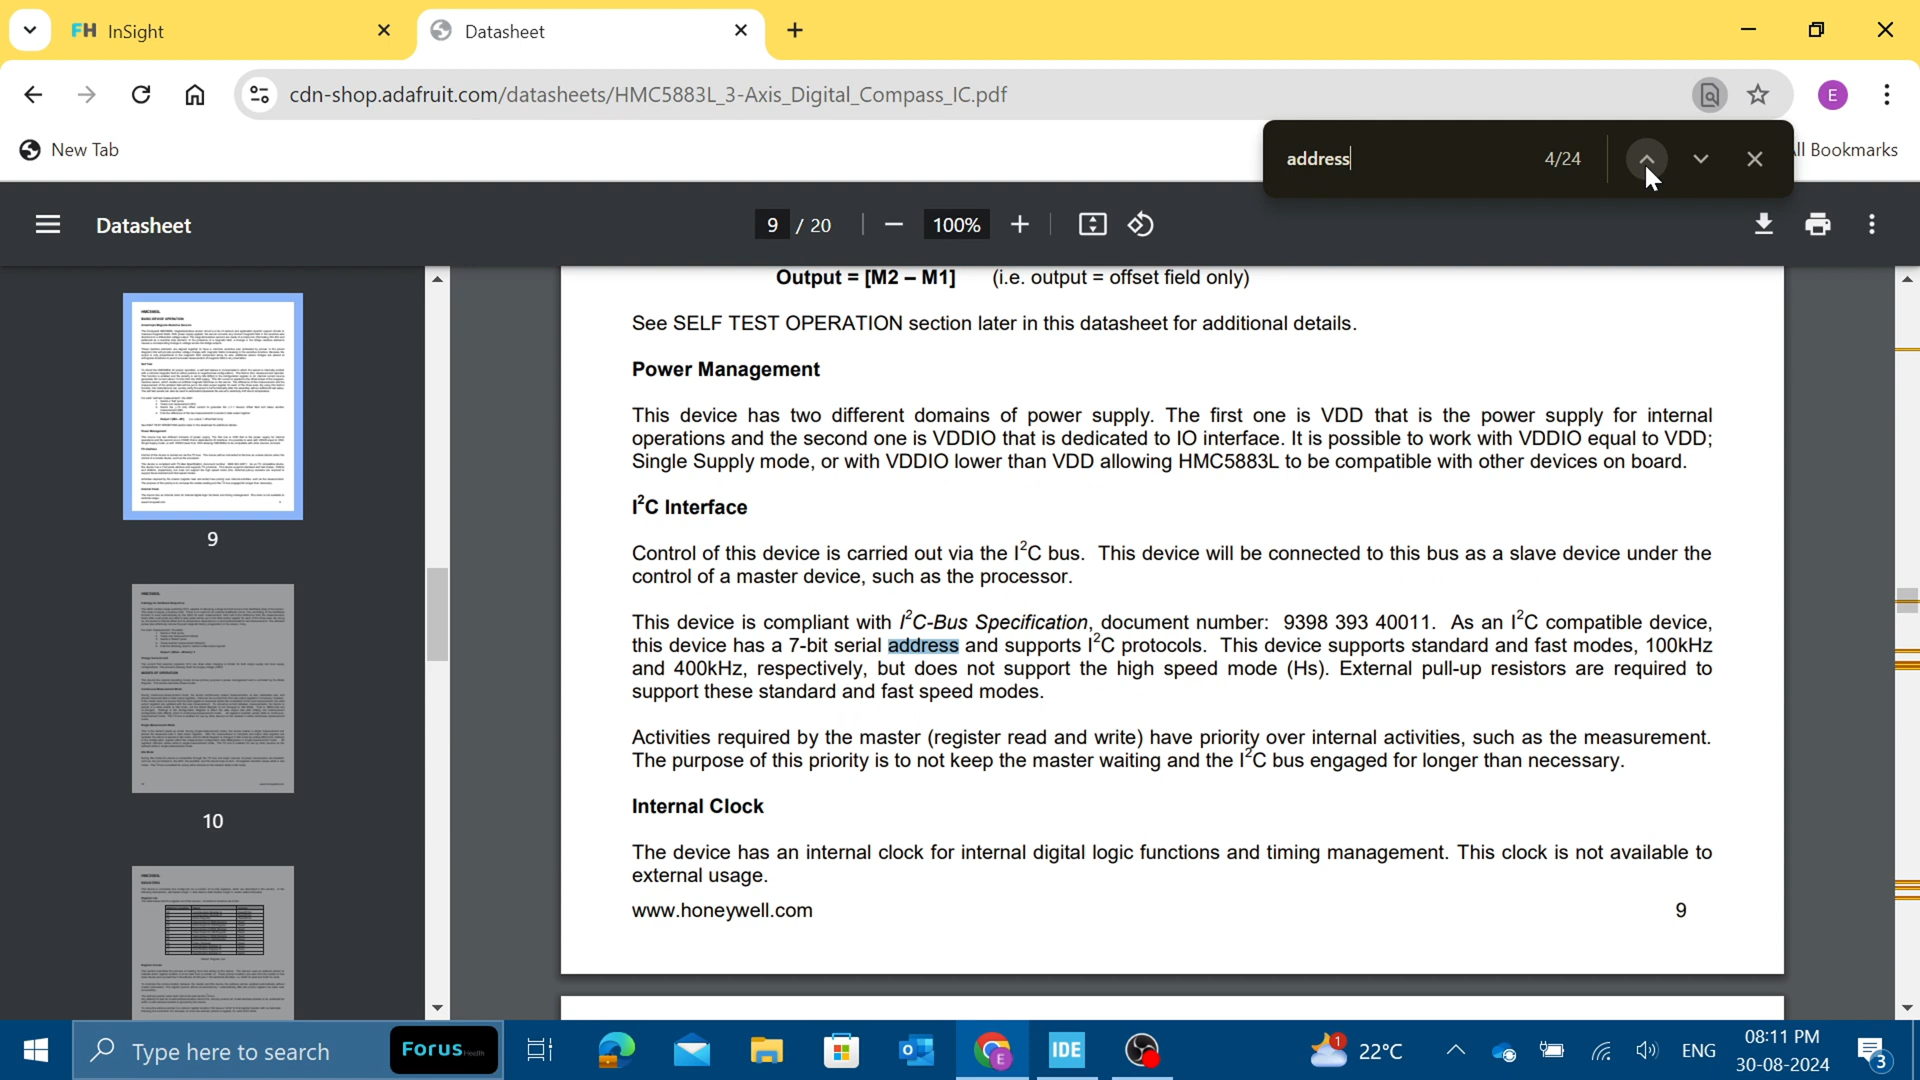 FH InSight
Datasheet
cdn-shop.adafruit.com/datasheets/HMC5883L_3-Axis_Digital_Compass_IC.pdf
E
New Tab
address 4/24
All Bookmarks
Datasheet
9 / 20
100%
Output = [M2 – M1] (i.e. output = offset field only)
See SELF TEST OPERATION section later in this datasheet for additional details.
Power Management
This device has two different domains of power supply. The first one is VDD that is the power supply for internal
operations and the second one is VDDIO that is dedicated to IO interface. It is possible to work with VDDIO equal to VDD;
Single Supply mode, or with VDDIO lower than VDD allowing HMC5883L to be compatible with other devices on board.
I²C Interface
Control of this device is carried out via the I²C bus. This device will be connected to this bus as a slave device under the
control of a master device, such as the processor.
This device is compliant with I²C-Bus Specification, document number: 9398 393 40011. As an I²C compatible device,
this device has a 7-bit serial address and supports I²C protocols. This device supports standard and fast modes, 100kHz
and 400kHz, respectively, but does not support the high speed mode (Hs). External pull-up resistors are required to
support these standard and fast speed modes.
Activities required by the master (register read and write) have priority over internal activities, such as the measurement.
The purpose of this priority is to not keep the master waiting and the I²C bus engaged for longer than necessary.
Internal Clock
The device has an internal clock for internal digital logic functions and timing management. This clock is not available to
external usage.
www.honeywell.com 9
9
10
Type here to search
Forus Health
IDE
1
22°C
ENG
08:11 PM
30-08-2024
3